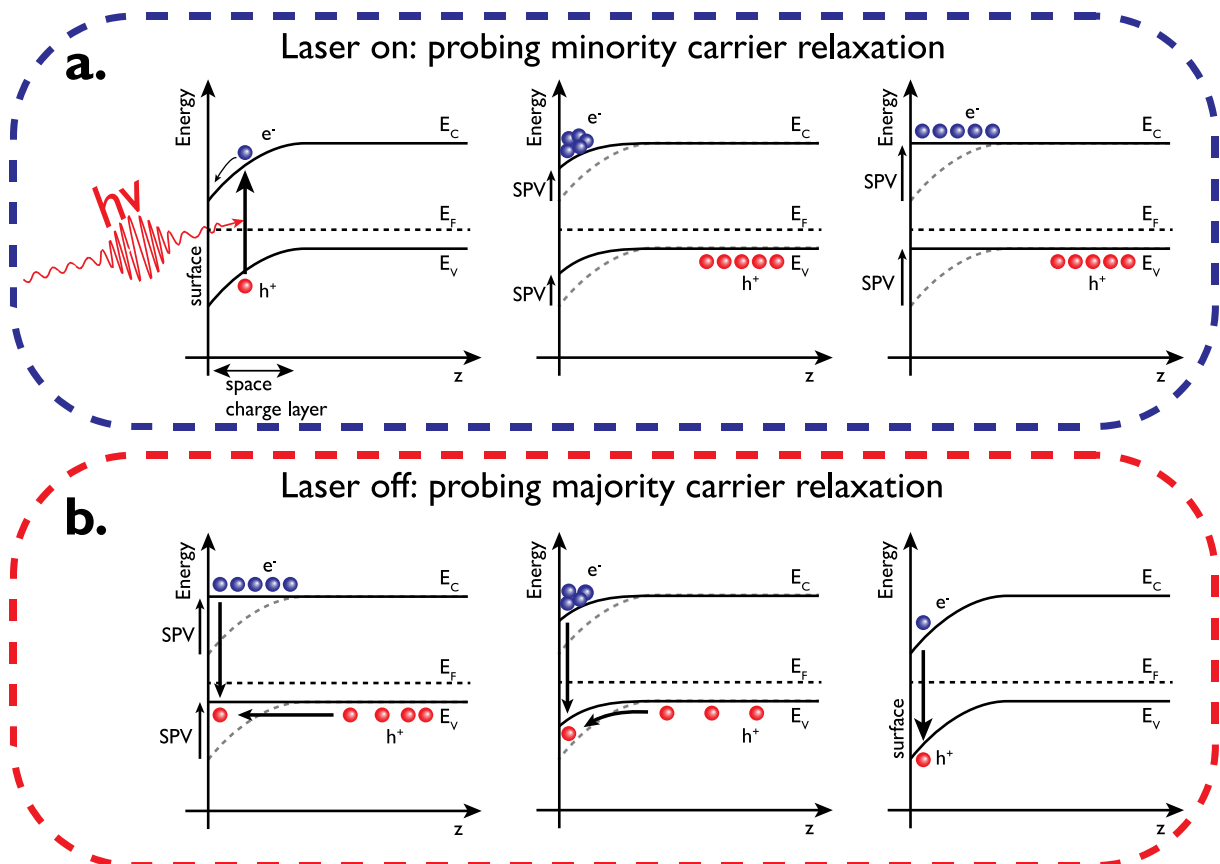 a.
Laser on: probing minority carrier relaxation
Energy
e-
E_C
hν
E_F
E_V
surface
h+
space
charge layer
z
Energy
E_C
SPV
E_F
E_V
SPV
h+
z
Energy
e-
E_C
SPV
E_F
E_V
SPV
h+
z
b.
Laser off: probing majority carrier relaxation
Energy
e-
E_C
SPV
E_F
E_V
SPV
h+
z
Energy
e-
E_C
E_F
E_V
h+
z
Energy
e-
E_C
E_F
E_V
surface
h+
z